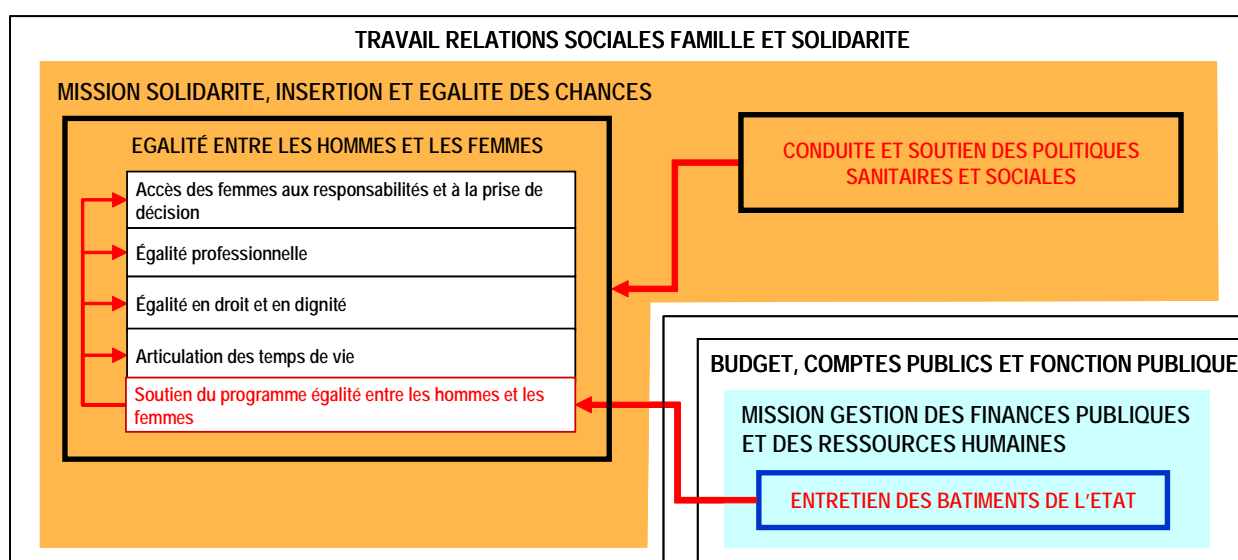 TRAVAIL RELATIONS SOCIALES FAMILLE ET SOLIDARITE
MISSION SOLIDARITE, INSERTION ET EGALITE DES CHANCES
EGALITÉ ENTRE LES HOMMES ET LES FEMMES
Accès des femmes aux responsabilités et à la prise de
décision
Égalité professionnelle
Égalité en droit et en dignité
Articulation des temps de vie
Soutien du programme égalité entre les hommes et les
femmes
CONDUITE ET SOUTIEN DES POLITIQUES
SANITAIRES ET SOCIALES
BUDGET, COMPTES PUBLICS ET FONCTION PUBLIQUE
MISSION GESTION DES FINANCES PUBLIQUES
ET DES RESSOURCES HUMAINES
ENTRETIEN DES BATIMENTS DE L'ETAT